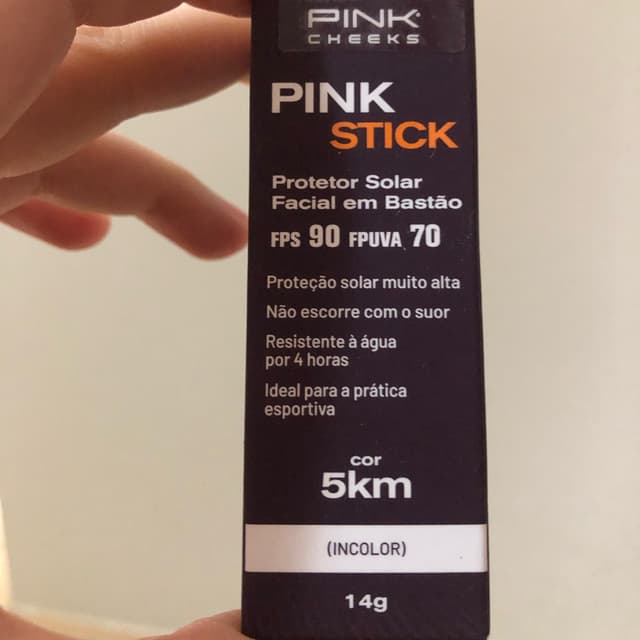 PINK
CHEEKS
PINK
STICK
Protetor Solar
Facial em Bastão
FPS 90 FPUVA 70
Proteção solar muito alta
Não escorre com o suor
Resistente à água
por 4 horas
Ideal para a prática
esportiva
cor
5km
(INCOLOR)
14g